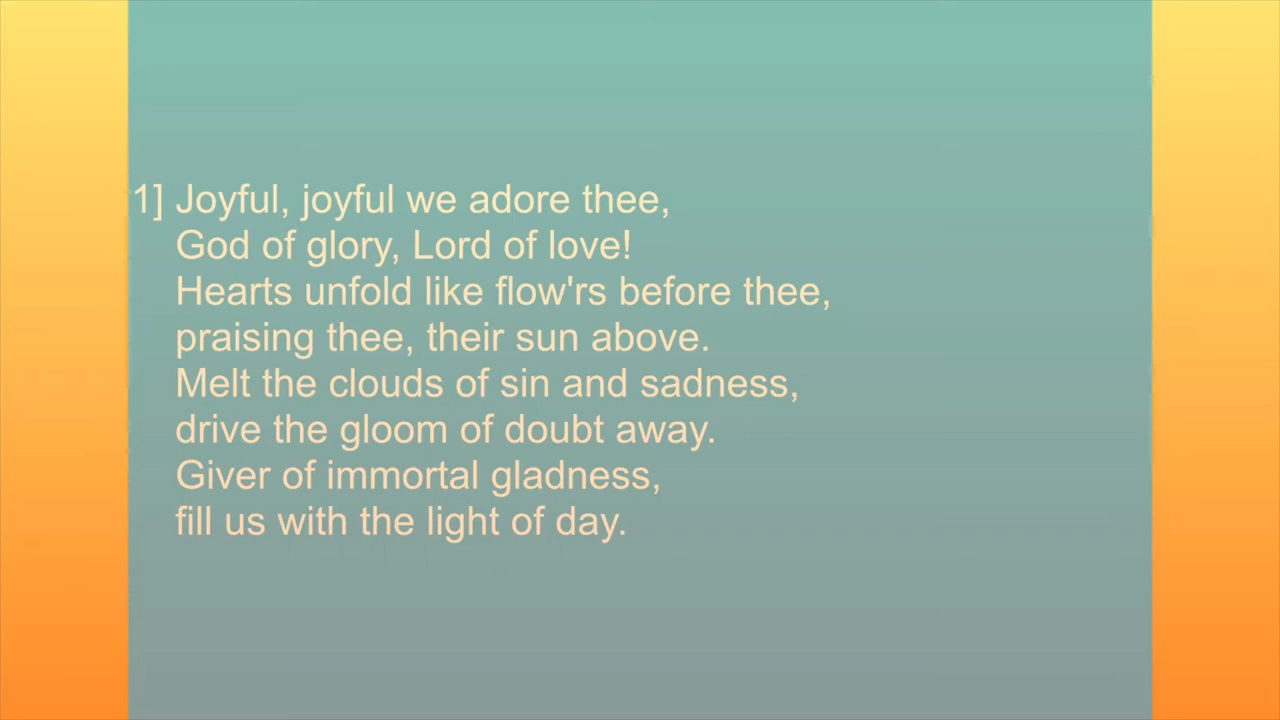 1] Joyful, joyful we adore thee,
God of glory, Lord of love!
Hearts unfold like flow'rs before thee,
praising thee, their sun above.
Melt the clouds of sin and sadness,
drive the gloom of doubt away.
Giver of immortal gladness,
fill us with the light of day.